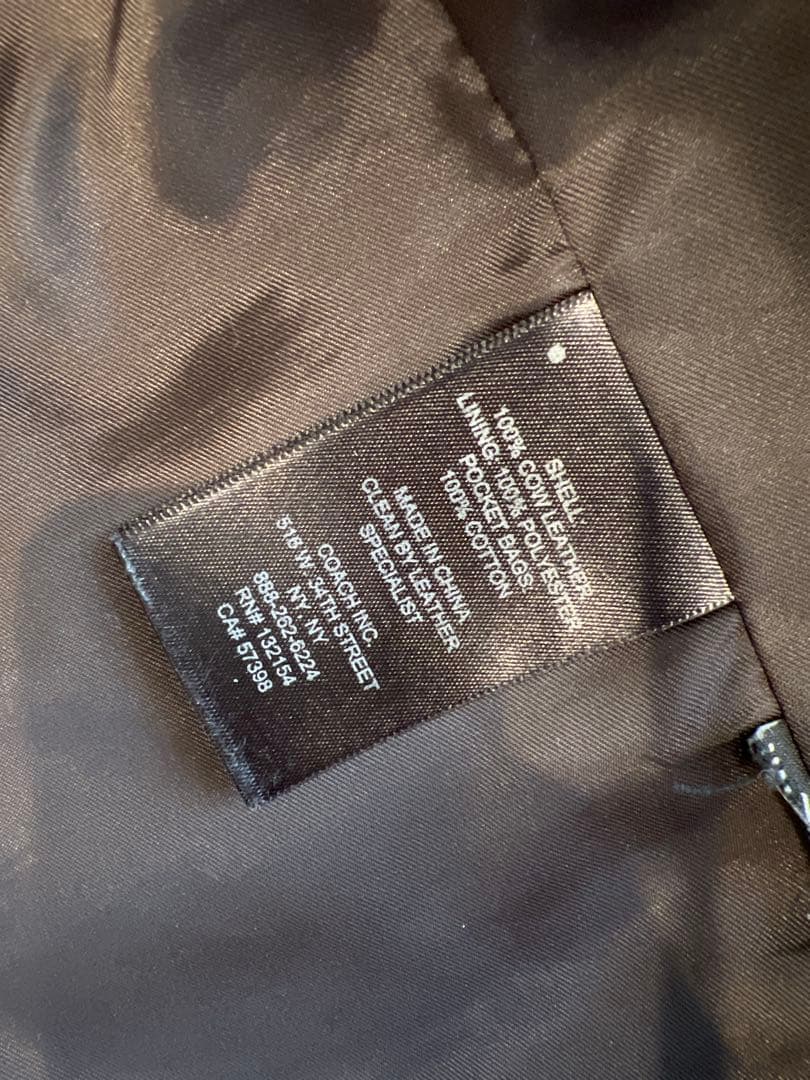 SHELL:
100% COW LEATHER
LINING: 100% POLYESTER
POCKET BAGS:
100% COTTON
MADE IN CHINA
CLEAN BY LEATHER
SPECIALIST
COACH INC.
516 W 34TH STREET
NY, NY
888-262-6224
RN# 132154
CA# 57398